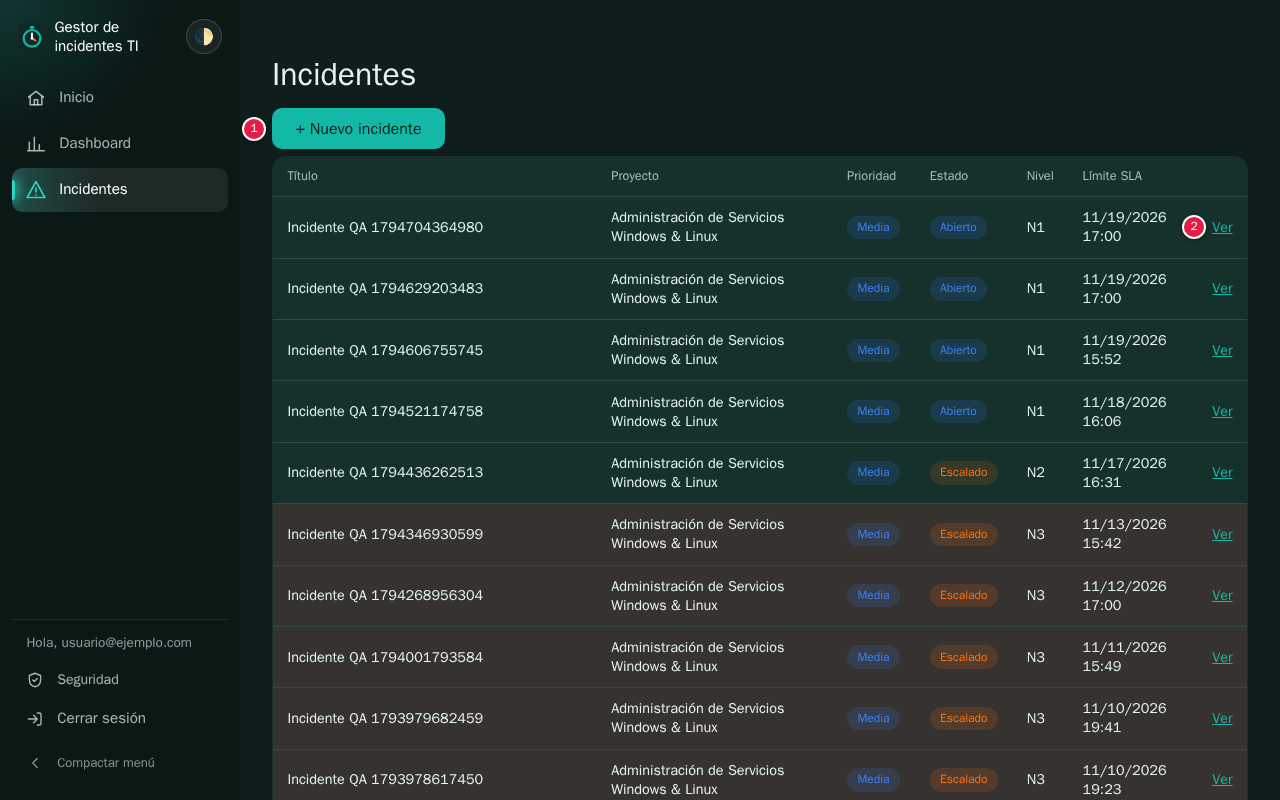 Gestor de
incidentes TI
Inicio
Dashboard
Incidentes
Hola, usuario@ejemplo.com
Seguridad
Cerrar sesión
Compactar menú
Incidentes
1
+ Nuevo incidente
Título Proyecto Prioridad Estado Nivel Límite SLA
Incidente QA 1794704364980 Administración de Servicios Windows & Linux Media Abierto N1 11/19/2026 17:00 2 Ver
Incidente QA 1794629203483 Administración de Servicios Windows & Linux Media Abierto N1 11/19/2026 17:00 Ver
Incidente QA 1794606755745 Administración de Servicios Windows & Linux Media Abierto N1 11/19/2026 15:52 Ver
Incidente QA 1794521174758 Administración de Servicios Windows & Linux Media Abierto N1 11/18/2026 16:06 Ver
Incidente QA 1794436262513 Administración de Servicios Windows & Linux Media Escalado N2 11/17/2026 16:31 Ver
Incidente QA 1794346930599 Administración de Servicios Windows & Linux Media Escalado N3 11/13/2026 15:42 Ver
Incidente QA 1794268956304 Administración de Servicios Windows & Linux Media Escalado N3 11/12/2026 17:00 Ver
Incidente QA 1794001793584 Administración de Servicios Windows & Linux Media Escalado N3 11/11/2026 15:49 Ver
Incidente QA 1793979682459 Administración de Servicios Windows & Linux Media Escalado N3 11/10/2026 19:41 Ver
Incidente QA 1793978617450 Administración de Servicios Windows & Linux Media Escalado N3 11/10/2026 19:23 Ver